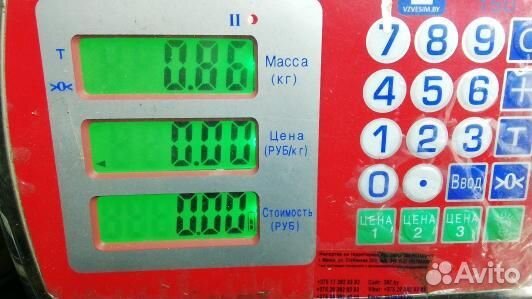 VZVESIM.BY
II
T
>0<
0.86
Масса
(кг)
0.00
Цена
(РУБ/кг)
0.00
Стоимость
(РУБ)
7 8 9 C
4 5 6
1 2 3 T
0 . Ввод >0<
ЦЕНА 1
ЦЕНА 2
ЦЕНА 3
Avito